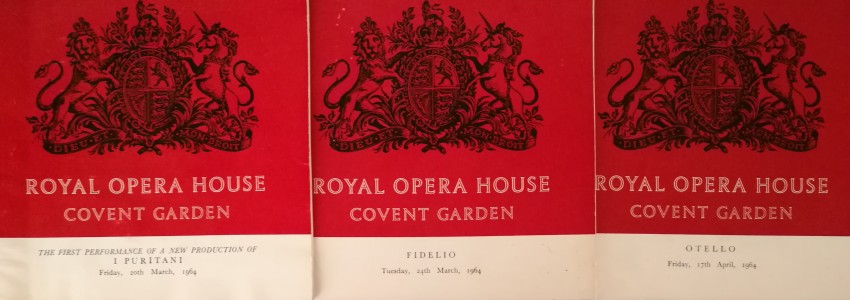 DIEU ET MON DROIT
ROYAL OPERA HOUSE
COVENT GARDEN
THE FIRST PERFORMANCE OF A NEW PRODUCTION OF
I PURITANI
Friday, 20th March, 1964
DIEU ET MON DROIT
ROYAL OPERA HOUSE
COVENT GARDEN
FIDELIO
Tuesday, 24th March, 1964
DIEU ET MON DROIT
ROYAL OPERA HOUSE
COVENT GARDEN
OTELLO
Friday, 17th April, 1964